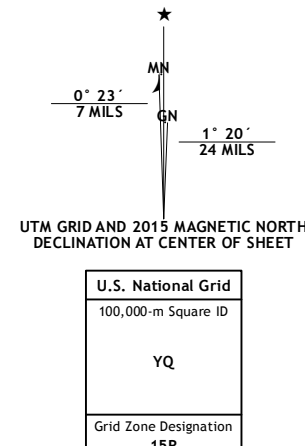 ★
MN
0° 23´
7 MILS
GN
1° 20´
24 MILS
UTM GRID AND 2015 MAGNETIC NORTH
DECLINATION AT CENTER OF SHEET
U.S. National Grid
100,000-m Square ID
YQ
Grid Zone Designation
15R